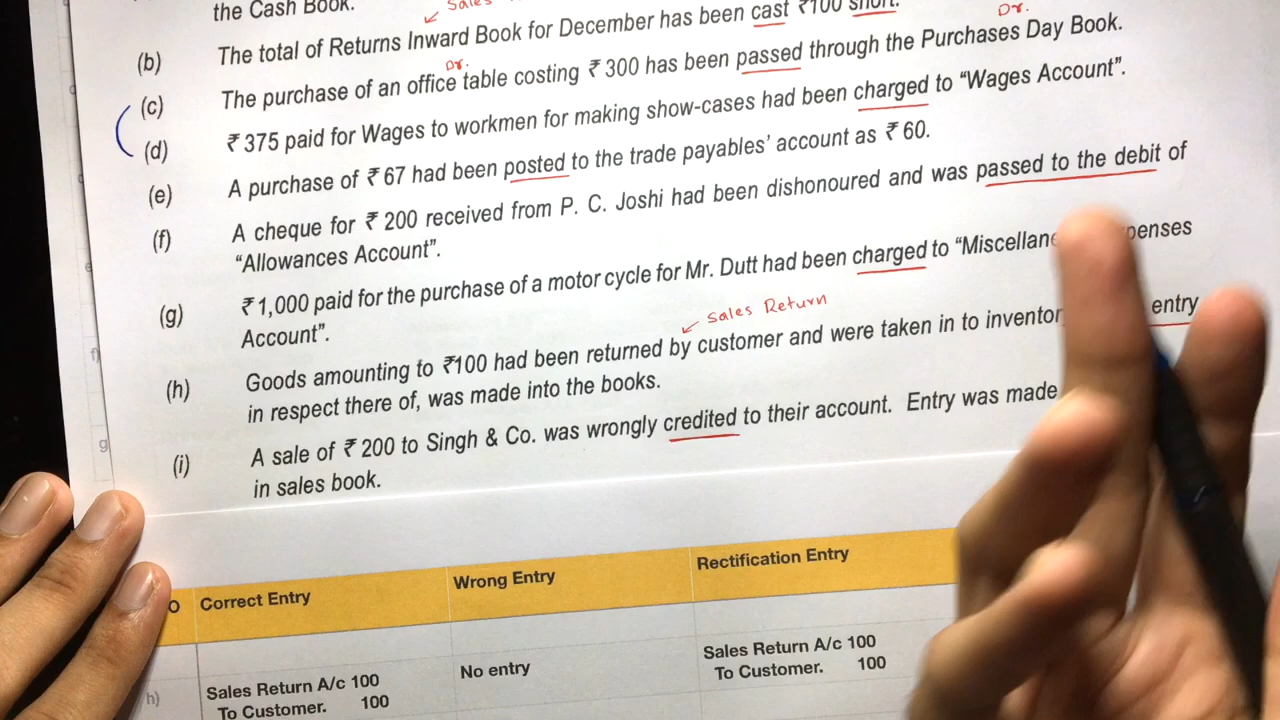 the Cash Book.
Sales
(b) The total of Returns Inward Book for December has been cast ₹100 short.
Dr.
(c) The purchase of an office table costing ₹ 300 has been passed through the Purchases Day Book.
Dr.
(d) ₹ 375 paid for Wages to workmen for making show-cases had been charged to “Wages Account”.
(e) A purchase of ₹ 67 had been posted to the trade payables’ account as ₹ 60.
(f) A cheque for ₹ 200 received from P. C. Joshi had been dishonoured and was passed to the debit of
“Allowances Account”.
(g) ₹ 1,000 paid for the purchase of a motor cycle for Mr. Dutt had been charged to “Miscellane penses
Account”.
Sales Return
(h) Goods amounting to ₹100 had been returned by customer and were taken in to inventor entry
in respect there of, was made into the books.
(i) A sale of ₹ 200 to Singh & Co. was wrongly credited to their account. Entry was made
in sales book.
f)
g
o Correct Entry Wrong Entry Rectification Entry
h) Sales Return A/c 100 No entry Sales Return A/c 100
To Customer. 100 To Customer. 100